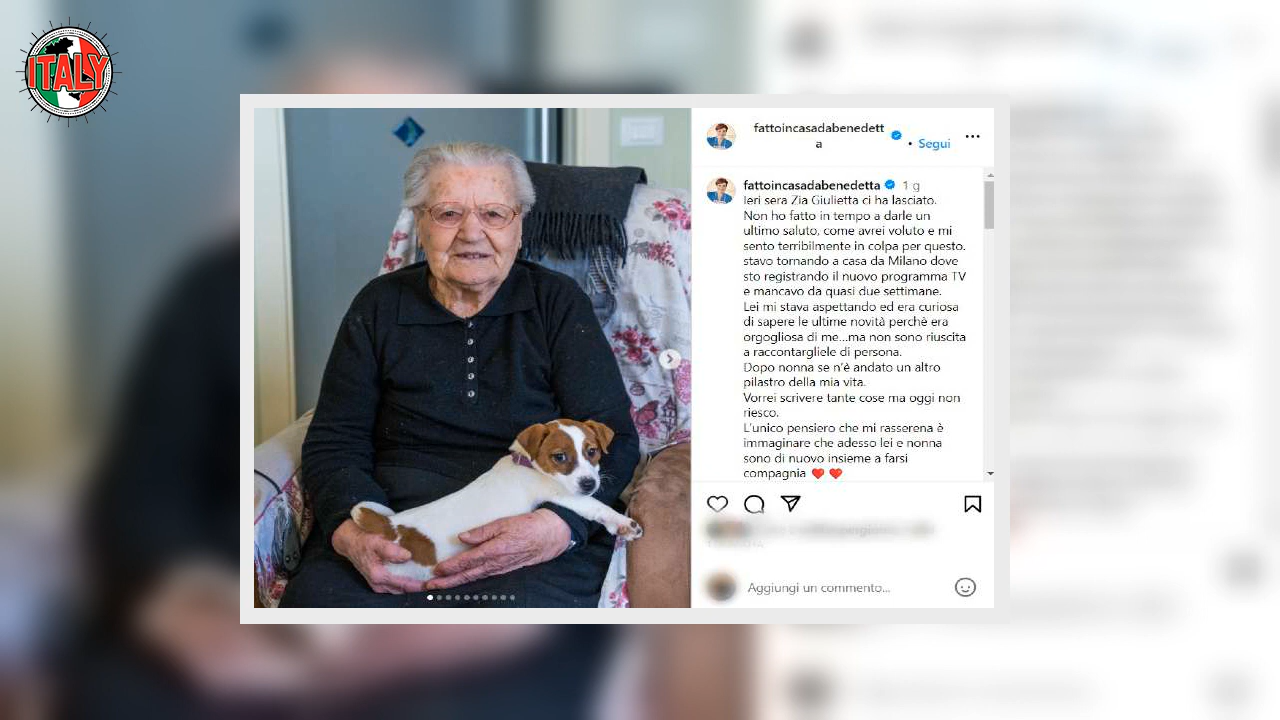 ITALY
fattoincasadabenedett
a
• Segui
fattoincasadabenedetta 1 g
Ieri sera Zia Giulietta ci ha lasciato.
Non ho fatto in tempo a darle un
ultimo saluto, come avrei voluto e mi
sento terribilmente in colpa per questo.
stavo tornando a casa da Milano dove
sto registrando il nuovo programma TV
e mancavo da quasi due settimane.
Lei mi stava aspettando ed era curiosa
di sapere le ultime novità perchè era
orgogliosa di me...ma non sono riuscita
a raccontargliele di persona.
Dopo nonna se n'è andato un altro
pilastro della mia vita.
Vorrei scrivere tante cose ma oggi non
riesco.
L'unico pensiero che mi rasserena è
immaginare che adesso lei e nonna
sono di nuovo insieme a farsi
compagnia ❤️ ❤️
Aggiungi un commento...